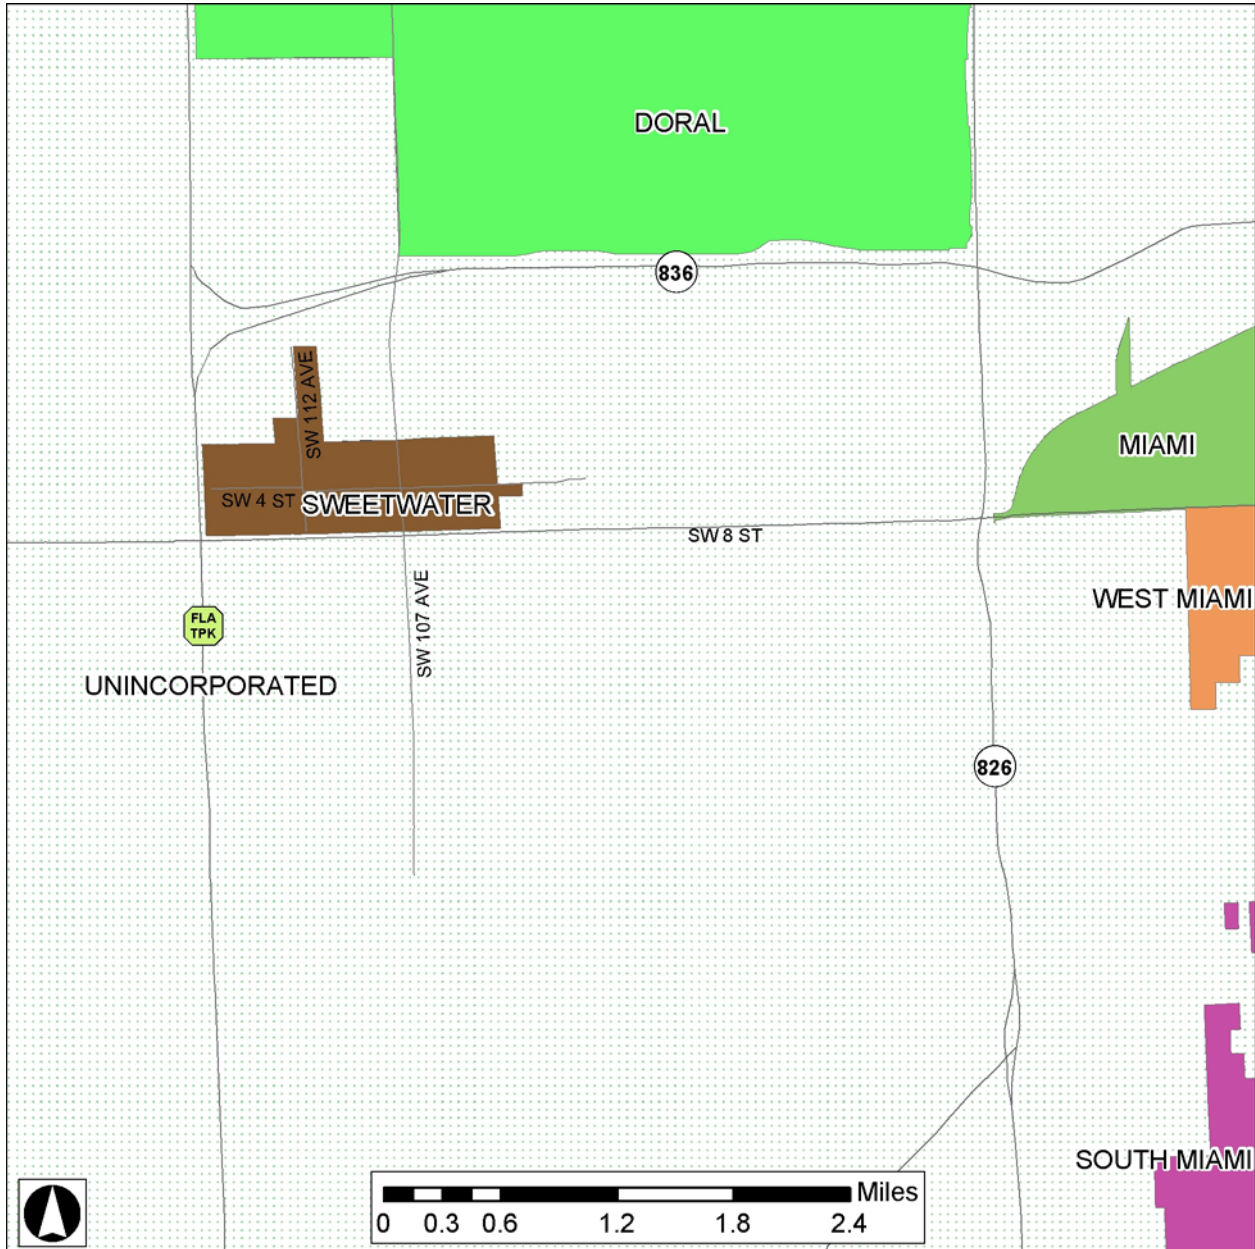 DORAL
836
SW 112 AVE
MIAMI
SW 4 ST
SWEETWATER
SW 8 ST
WEST MIAMI
FLA
TPK
SW 107 AVE
UNINCORPORATED
826
SOUTH MIAMI
Miles
0 0.3 0.6 1.2 1.8 2.4